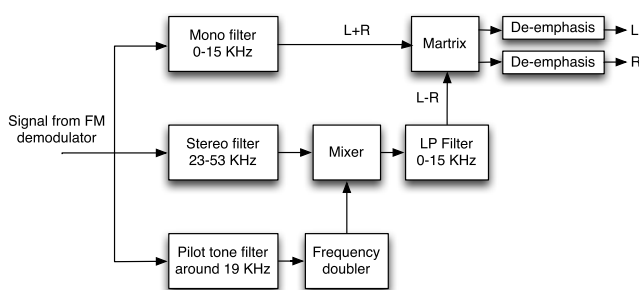 Mono filter
0-15 KHz
L+R
Martrix
De-emphasis
L
De-emphasis
R
L-R
Signal from FM
demodulator
Stereo filter
23-53 KHz
Mixer
LP Filter
0-15 KHz
Pilot tone filter
around 19 KHz
Frequency
doubler